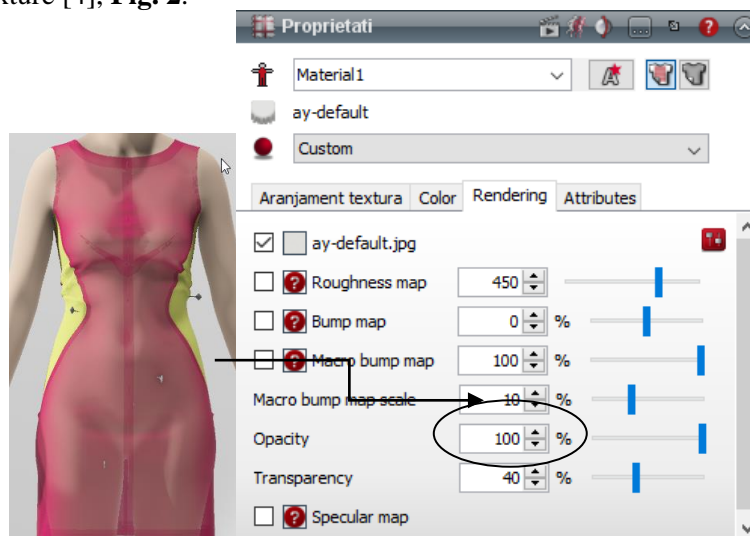 [4], Fig. 2.
Proprietati
Material1
ay-default
Custom
Aranjament textura Color Rendering Attributes
ay-default.jpg
Roughness map 450
Bump map 0 %
Macro bump map 100 %
Macro bump map scale 10 %
Opacity 100 %
Transparency 40 %
Specular map